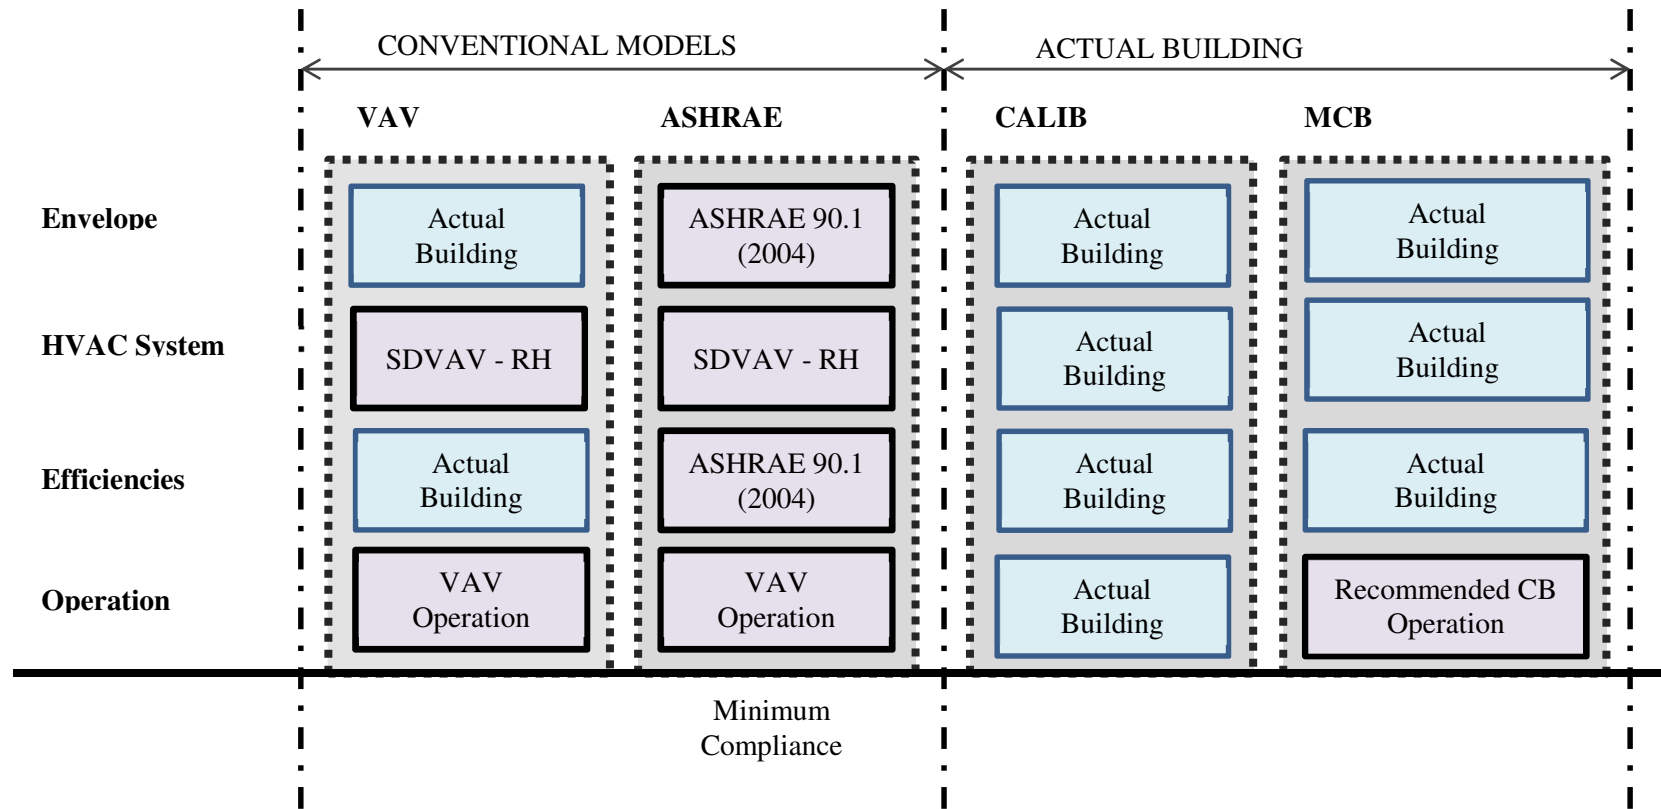 CONVENTIONAL MODELS
ACTUAL BUILDING
VAV
ASHRAE
CALIB
MCB
Envelope
Actual
Building
ASHRAE 90.1
(2004)
Actual
Building
Actual
Building
HVAC System
SDVAV - RH
SDVAV - RH
Actual
Building
Actual
Building
Efficiencies
Actual
Building
ASHRAE 90.1
(2004)
Actual
Building
Actual
Building
Operation
VAV
Operation
VAV
Operation
Actual
Building
Recommended CB
Operation
Minimum
Compliance